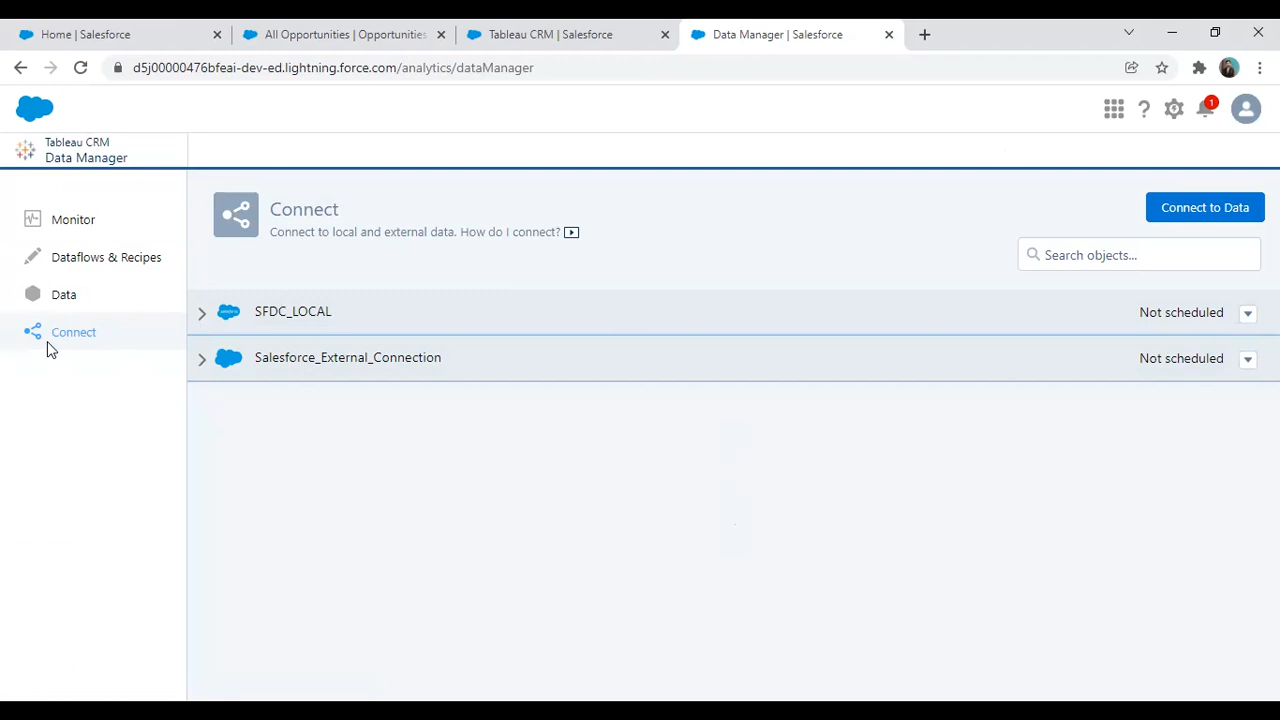 Home | Salesforce
All Opportunities | Opportunities
Tableau CRM | Salesforce
Data Manager | Salesforce
d5j00000476bfeai-dev-ed.lightning.force.com/analytics/dataManager
1
Tableau CRM
Data Manager
Monitor
Dataflows & Recipes
Data
Connect
Connect
Connect to local and external data. How do I connect?
Connect to Data
Search objects...
SFDC_LOCAL
Not scheduled
Salesforce_External_Connection
Not scheduled